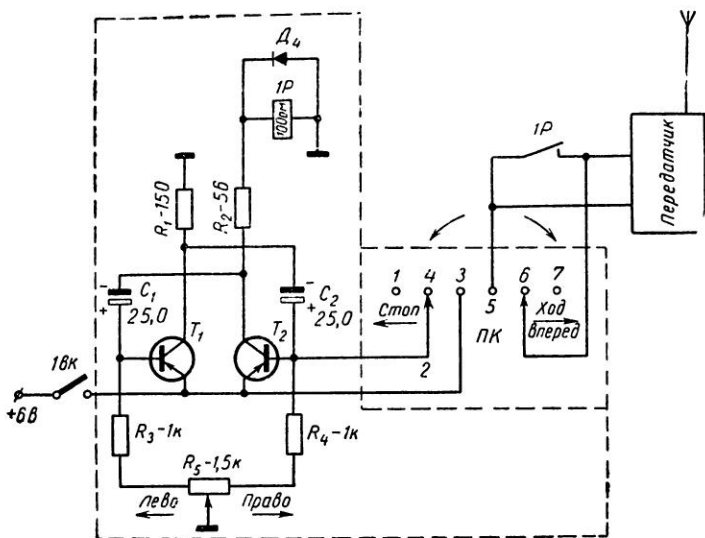 Д₄
1Р
100ом
R₁-150
R₂-56
1Р
Передатчик
-
C₁
25,0
+
-
C₂
25,0
+
T₁
T₂
1
4
3
5
6
7
Стоп
ПК
Ход
вперед
2
1вк
+6в
R₃-1к
R₄-1к
R₅-1,5к
Лево
Право